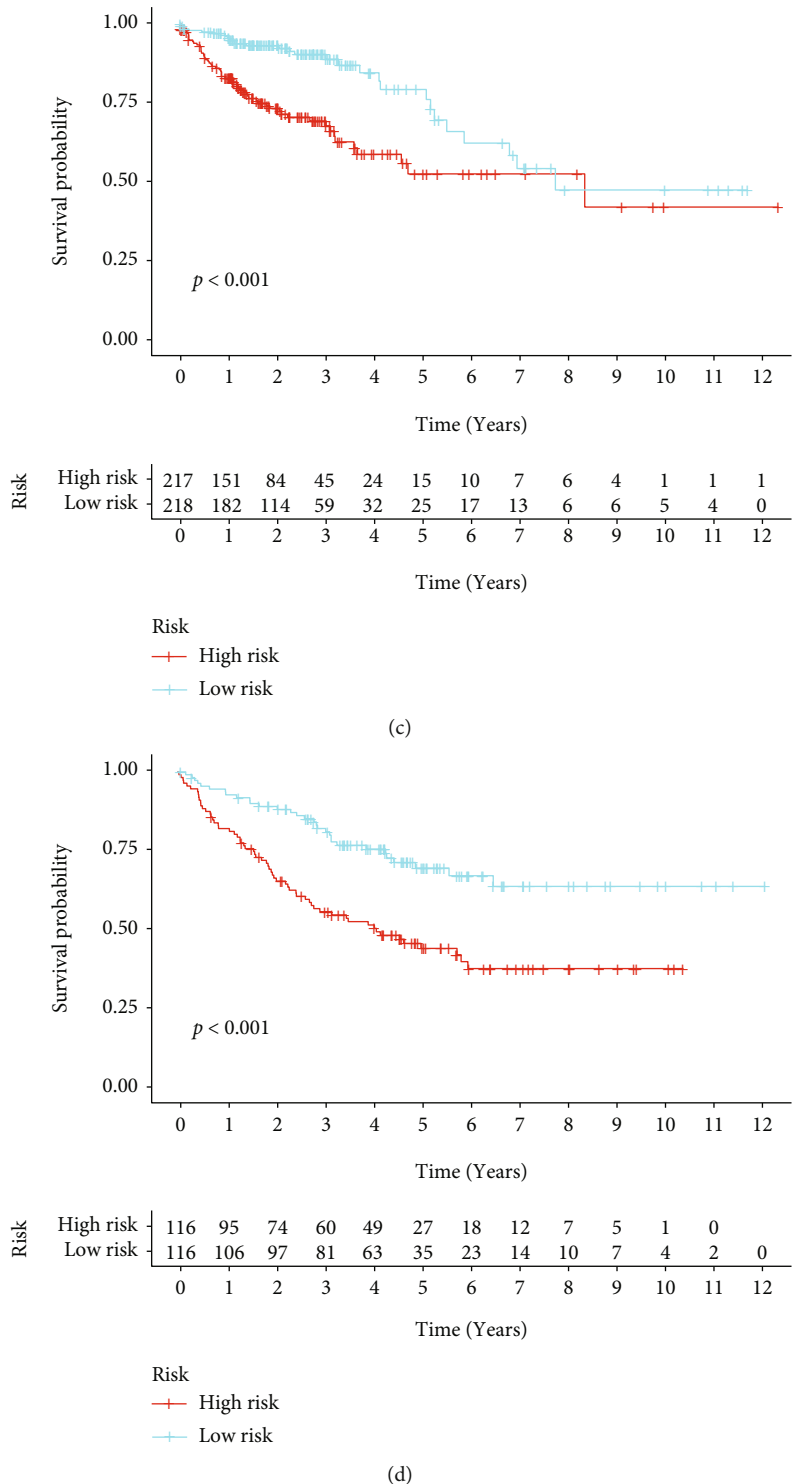 1.00
0.75
0.50
0.25
0.00
Survival probability
p < 0.001
0 1 2 3 4 5 6 7 8 9 10 11 12
Time (Years)
Risk
High risk 217 151 84 45 24 15 10 7 6 4 1 1 1
Low risk 218 182 114 59 32 25 17 13 6 6 5 4 0
0 1 2 3 4 5 6 7 8 9 10 11 12
Time (Years)
Risk
High risk
Low risk
(c)
1.00
0.75
0.50
0.25
0.00
Survival probability
p < 0.001
0 1 2 3 4 5 6 7 8 9 10 11 12
Time (Years)
Risk
High risk 116 95 74 60 49 27 18 12 7 5 1 0
Low risk 116 106 97 81 63 35 23 14 10 7 4 2 0
0 1 2 3 4 5 6 7 8 9 10 11 12
Time (Years)
Risk
High risk
Low risk
(d)